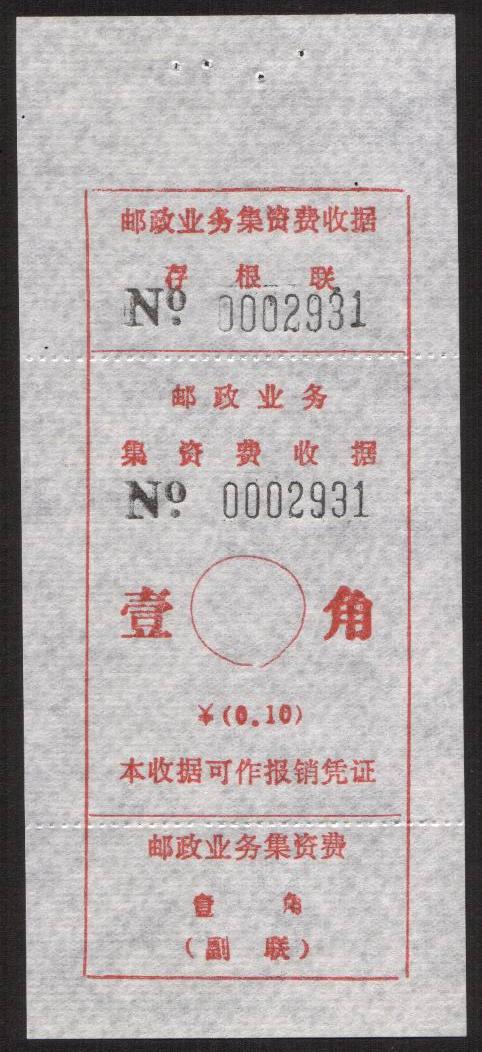 邮政业务集资费收据
存根联
Nº 0002931
邮政业务
集资费收据
Nº 0002931
壹 角
¥(0.10)
本收据可作报销凭证
邮政业务集资费
壹 角
(副 联)